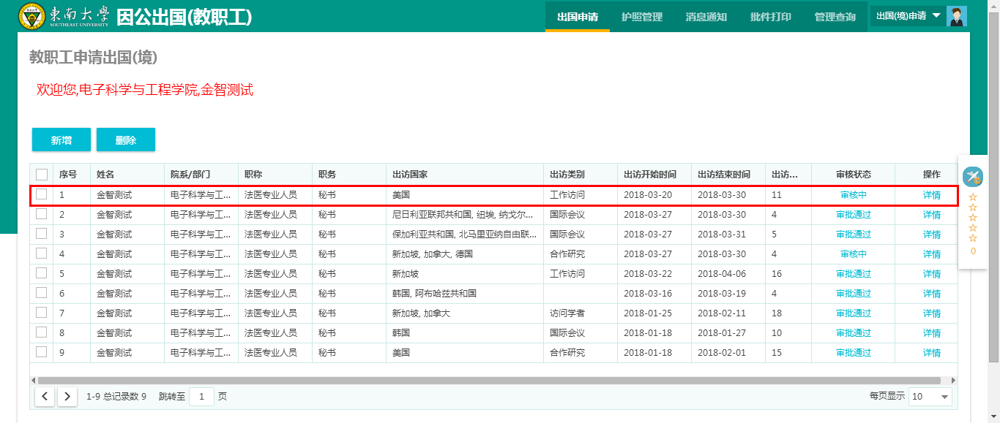 東南大學 SOUTHEAST UNIVERSITY 因公出国(教职工) 出国申请 护照管理 消息通知 批件打印 管理查询 出国(境)申请
教职工申请出国(境)
欢迎您,电子科学与工程学院,金智测试
新增 删除
序号 姓名 院系/部门 职称 职务 出访国家 出访类别 出访开始时间 出访结束时间 出访... 审核状态 操作
1 金智测试 电子科学与工... 法医专业人员 秘书 美国 工作访问 2018-03-20 2018-03-30 11 审核中 详情
2 金智测试 电子科学与工... 法医专业人员 秘书 尼日利亚联邦共和国, 纽埃, 纳戈尔... 国际会议 2018-03-27 2018-03-30 4 审批通过 详情
3 金智测试 电子科学与工... 法医专业人员 秘书 保加利亚共和国, 北马里亚纳自由联... 国际会议 2018-03-27 2018-03-31 5 审批通过 详情
4 金智测试 电子科学与工... 法医专业人员 秘书 新加坡, 加拿大, 德国 合作研究 2018-03-27 2018-03-30 4 审核中 详情
5 金智测试 电子科学与工... 法医专业人员 秘书 新加坡 工作访问 2018-03-22 2018-04-06 16 审批通过 详情
6 金智测试 电子科学与工... 法医专业人员 秘书 韩国, 阿布哈兹共和国 2018-03-16 2018-03-19 4 审批通过 详情
7 金智测试 电子科学与工... 法医专业人员 秘书 新加坡, 加拿大 访问学者 2018-01-25 2018-02-11 18 审批通过 详情
8 金智测试 电子科学与工... 法医专业人员 秘书 韩国 国际会议 2018-01-18 2018-01-27 10 审批通过 详情
9 金智测试 电子科学与工... 法医专业人员 秘书 美国 合作研究 2018-01-18 2018-02-01 15 审批通过 详情
0
1-9 总记录数 9 跳转至 1 页 每页显示 10